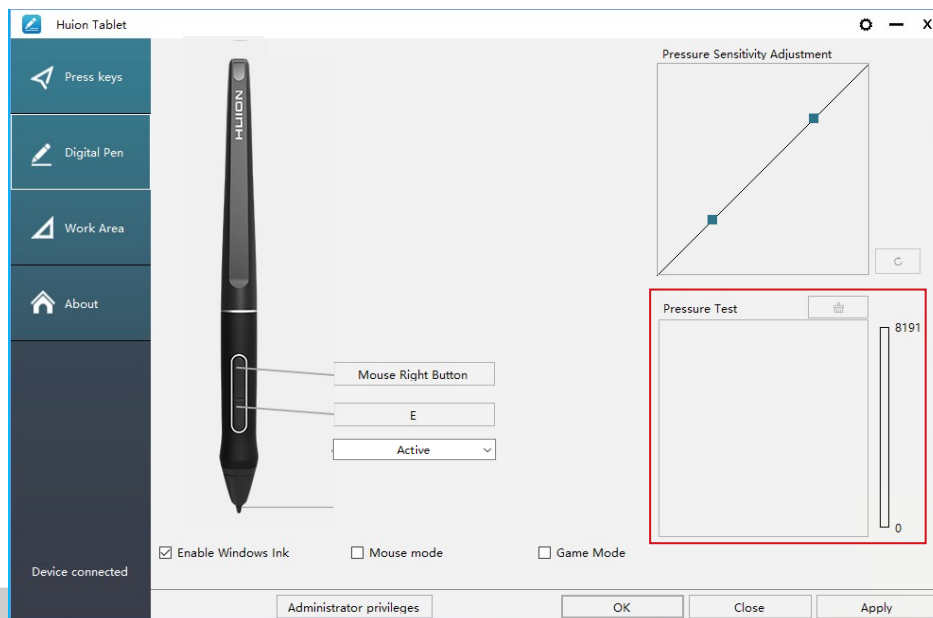 Huion Tablet
X
Press keys
Digital Pen
Work Area
About
Device connected
HUION
Mouse Right Button
E
Active
Pressure Sensitivity Adjustment
Pressure Test
8191
0
Enable Windows Ink
Mouse mode
Game Mode
Administrator privileges
OK
Close
Apply